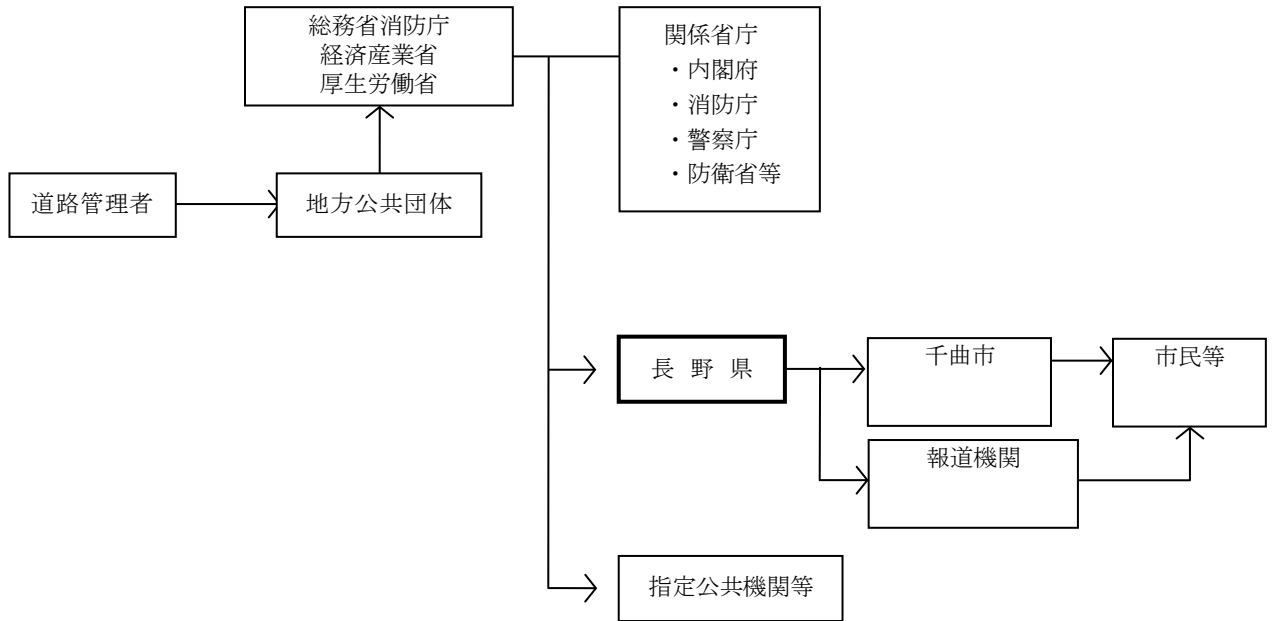 総務省消防庁
経済産業省
厚生労働省
関係省庁
・内閣府
・消防庁
・警察庁
・防衛省等
道路管理者
地方公共団体
長 野 県
千曲市
市民等
報道機関
指定公共機関等